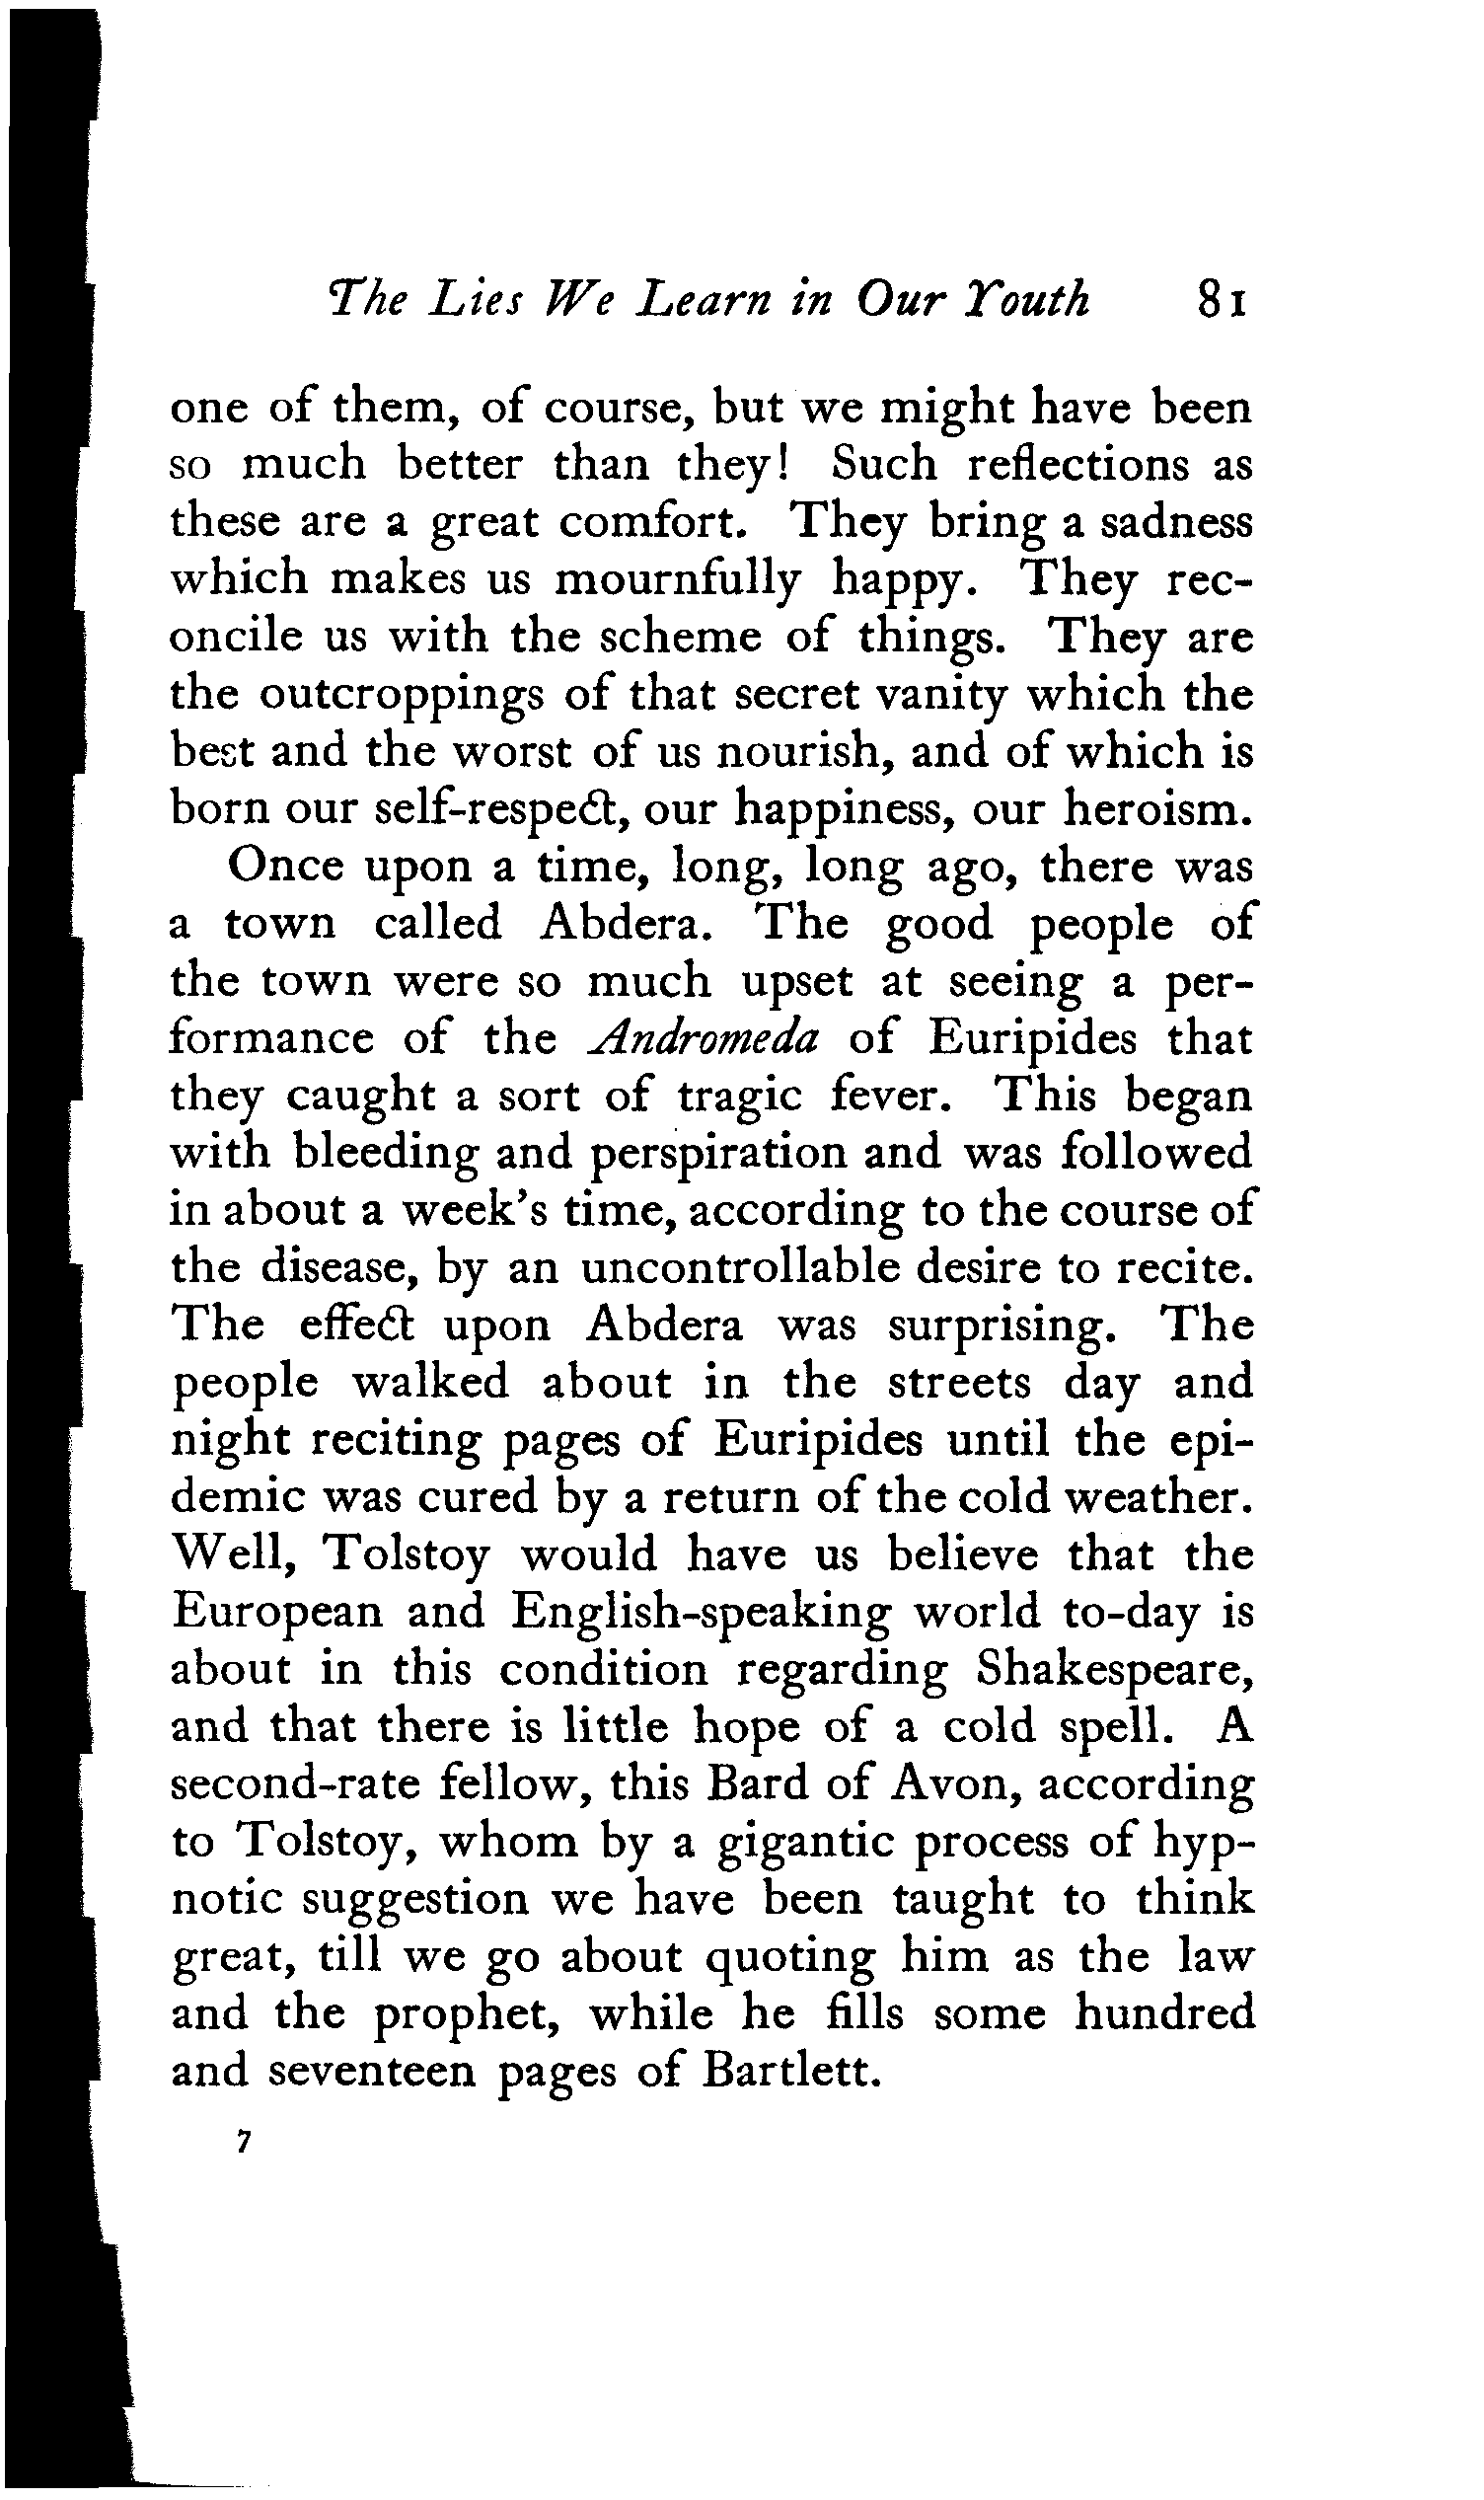 The Lies We Learn in Our Youth 81
one of them, of course, but we might have been
so much better than they! Such reflections as
these are a great comfort. They bring a sadness
which makes us mournfully happy. They rec-
oncile us with the scheme of things. They are
the outcroppings of that secret vanity which the
best and the worst of us nourish, and of which is
born our self-respect, our happiness, our heroism.
Once upon a time, long, long ago, there was
a town called Abdera. The good people of
the town were so much upset at seeing a per-
formance of the Andromeda of Euripides that
they caught a sort of tragic fever. This began
with bleeding and perspiration and was followed
in about a week's time, according to the course of
the disease, by an uncontrollable desire to recite.
The effect upon Abdera was surprising. The
people walked about in the streets day and
night reciting pages of Euripides until the epi-
demic was cured by a return of the cold weather.
Well, Tolstoy would have us believe that the
European and English-speaking world to-day is
about in this condition regarding Shakespeare,
and that there is little hope of a cold spell. A
second-rate fellow, this Bard of Avon, according
to Tolstoy, whom by a gigantic process of hyp-
notic suggestion we have been taught to think
great, till we go about quoting him as the law
and the prophet, while he fills some hundred
and seventeen pages of Bartlett.
7